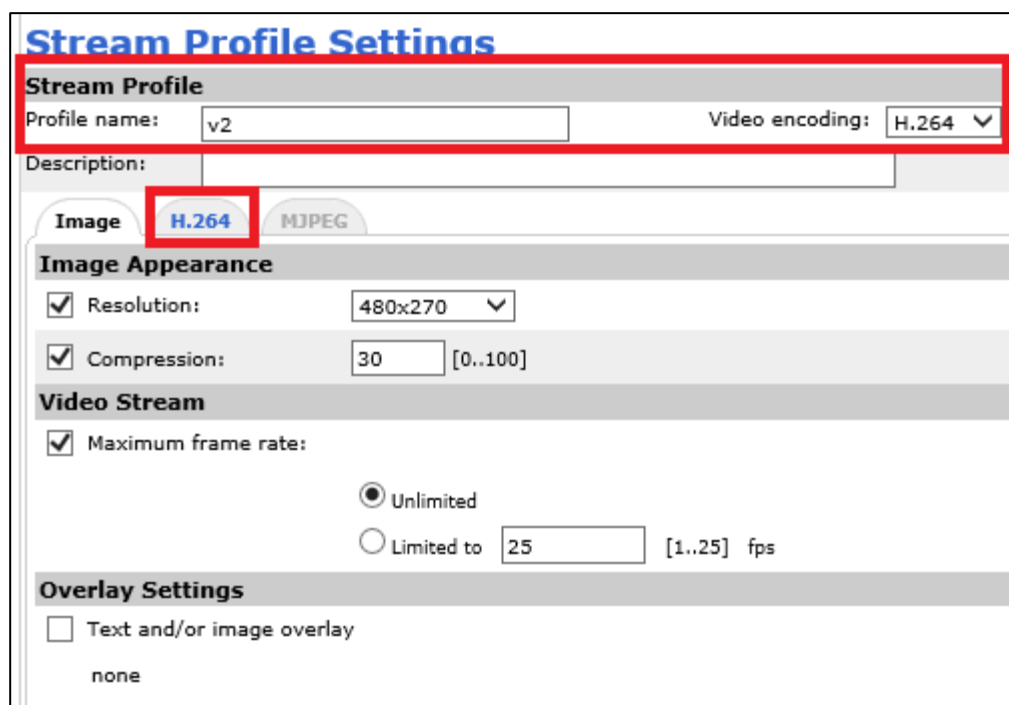 Stream Profile Settings
Stream Profile
Profile name: v2 Video encoding: H.264
Description:
Image H.264 MJPEG
Image Appearance
Resolution: 480x270
Compression: 30 [0..100]
Video Stream
Maximum frame rate:
Unlimited
Limited to 25 [1..25] fps
Overlay Settings
Text and/or image overlay
none